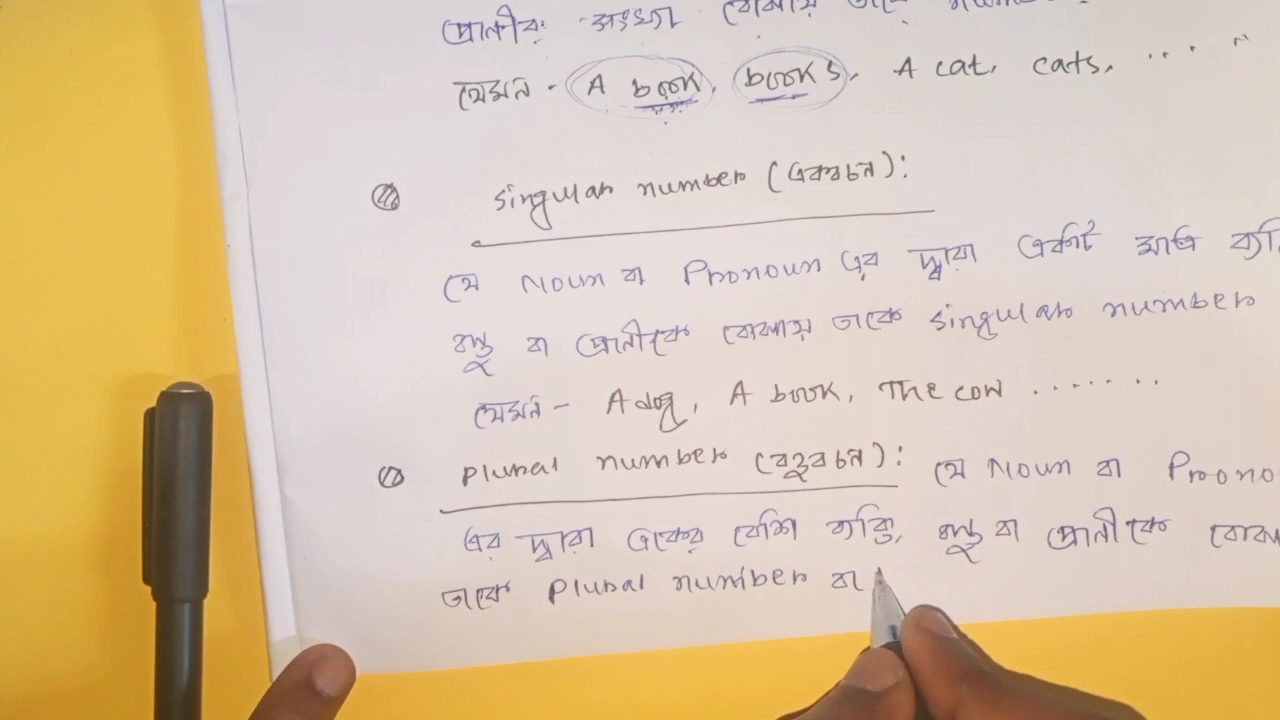 প্রাণীর সংখ্যা বোঝায় তাকে
যেমন - A book, books, A cat, cats, ....
singular number (একবচন):
যে Noun বা Pronoun এর দ্বারা একটি মাত্র
বস্তু বা প্রানীকে বোঝায় তাকে singular number
যেমন - A dog, A book, The cow ........
plural number (বহুবচন): যে Noun বা Prono
এর দ্বারা একের বেশি ব্যক্তি, বস্তু বা প্রানীকে
তাকে Plural number বা